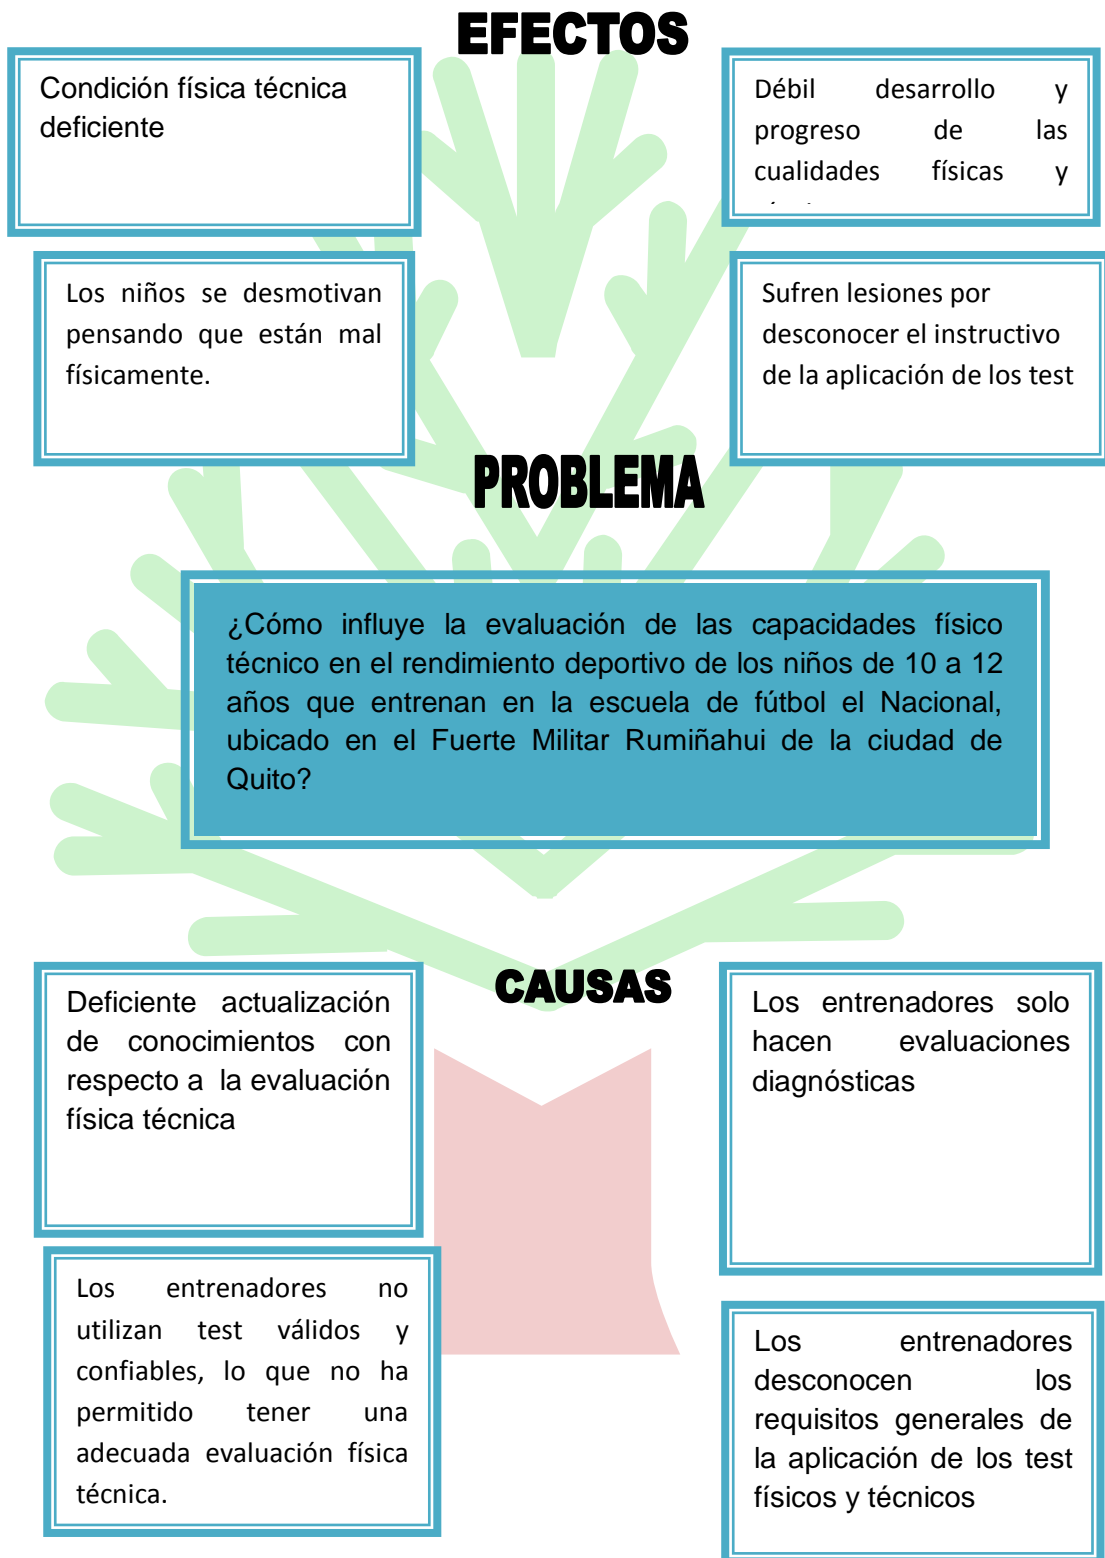 EFECTOS
Condición física técnica
deficiente
Débil desarrollo y
progreso de las
cualidades físicas y
Los niños se desmotivan
pensando que están mal
físicamente.
Sufren lesiones por
desconocer el instructivo
de la aplicación de los test
PROBLEMA
¿Cómo influye la evaluación de las capacidades físico
técnico en el rendimiento deportivo de los niños de 10 a 12
años que entrenan en la escuela de fútbol el Nacional,
ubicado en el Fuerte Militar Rumiñahui de la ciudad de
Quito?
CAUSAS
Deficiente actualización
de conocimientos con
respecto a la evaluación
física técnica
Los entrenadores solo
hacen evaluaciones
diagnósticas
Los entrenadores no
utilizan test válidos y
confiables, lo que no ha
permitido tener una
adecuada evaluación física
técnica.
Los entrenadores
desconocen los
requisitos generales de
la aplicación de los test
físicos y técnicos